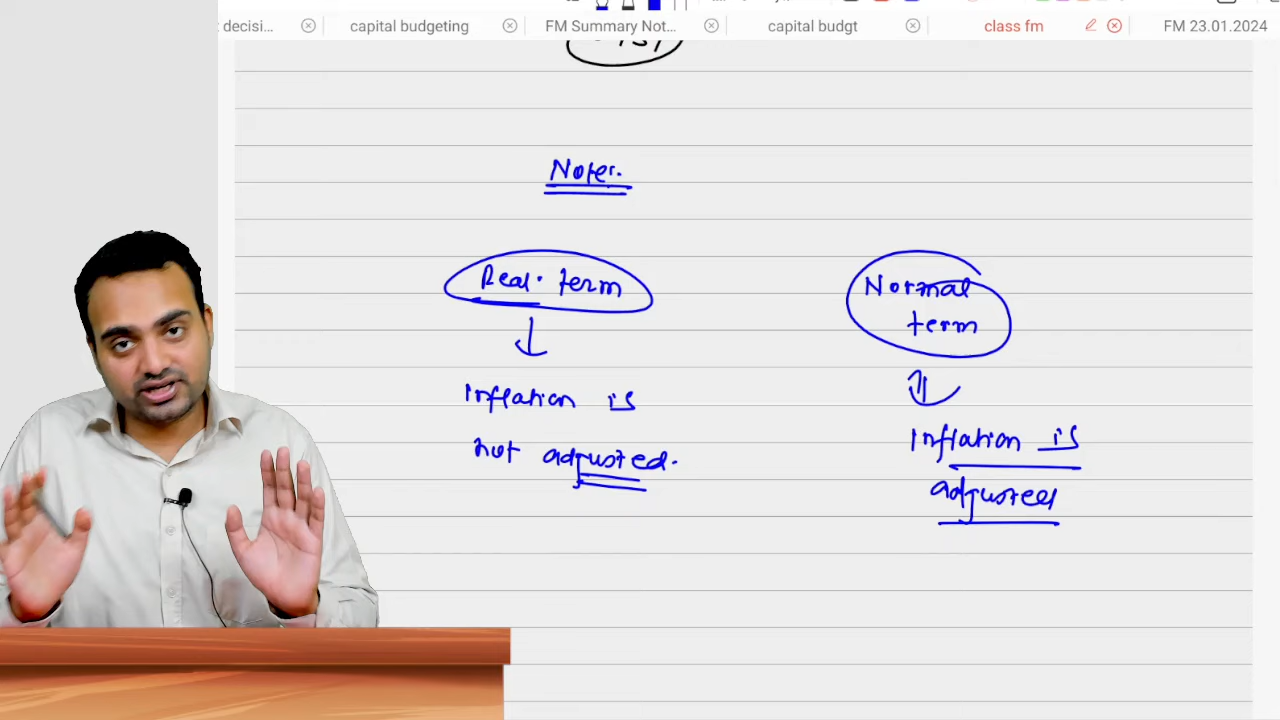 t decisi...
capital budgeting
FM Summary Not...
capital budgt
class fm
FM 23.01.2024
Notes.
Real term
Normal
term
Inflation is
not adjusted.
Inflation is
adjusted